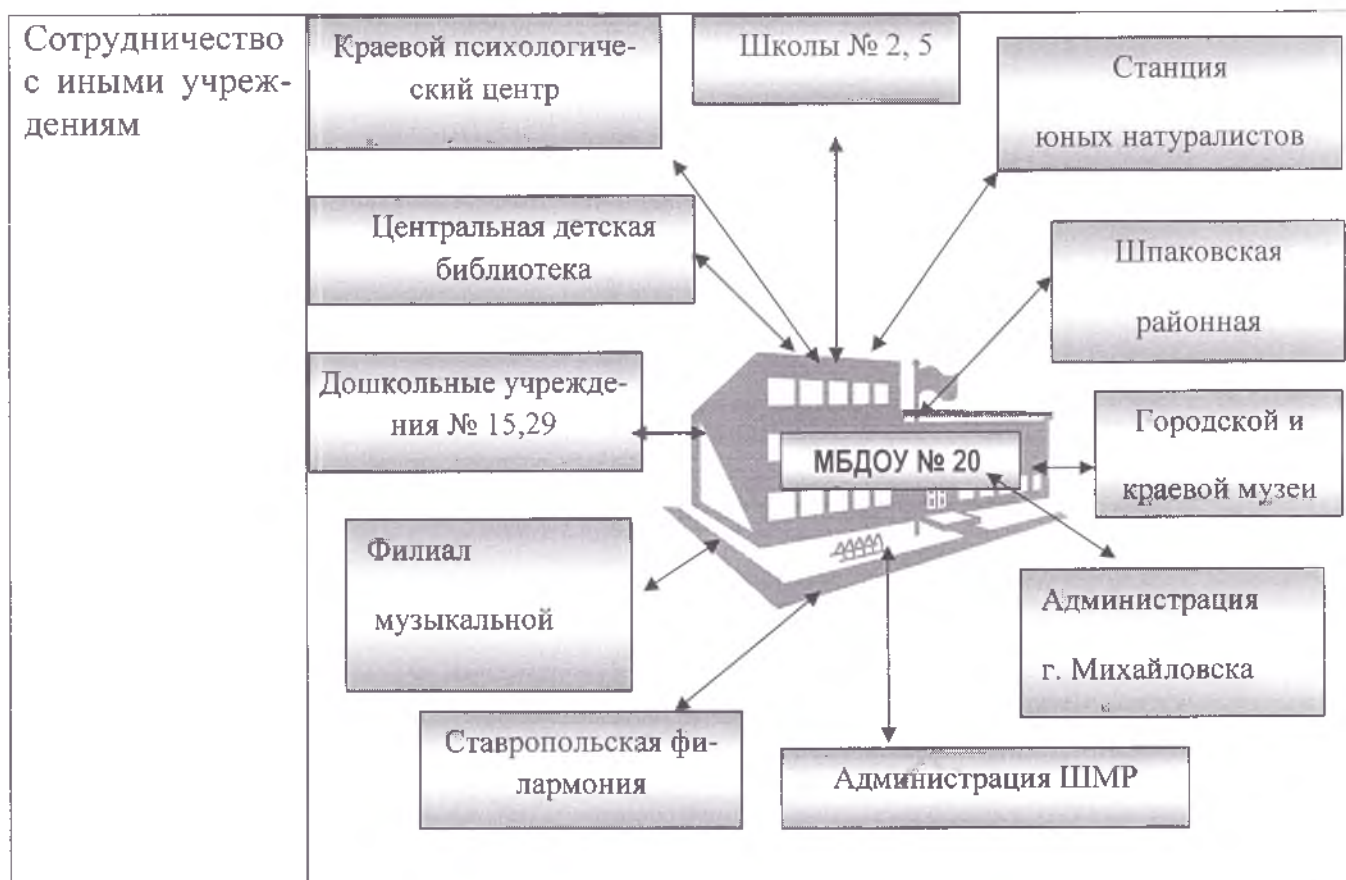 Сотрудничество
с иными учреж-
дениям
Краевой психологиче-
ский центр
Школы № 2, 5
Станция
юных натуралистов
Центральная детская
библиотека
Шпаковская
районная
Дошкольные учрежде-
ния № 15,29
МБДОУ № 20
Городской и
краевой музеи
Филиал
музыкальной
Администрация
г. Михайловска
Ставропольская фи-
лармония
Администрация ШМР